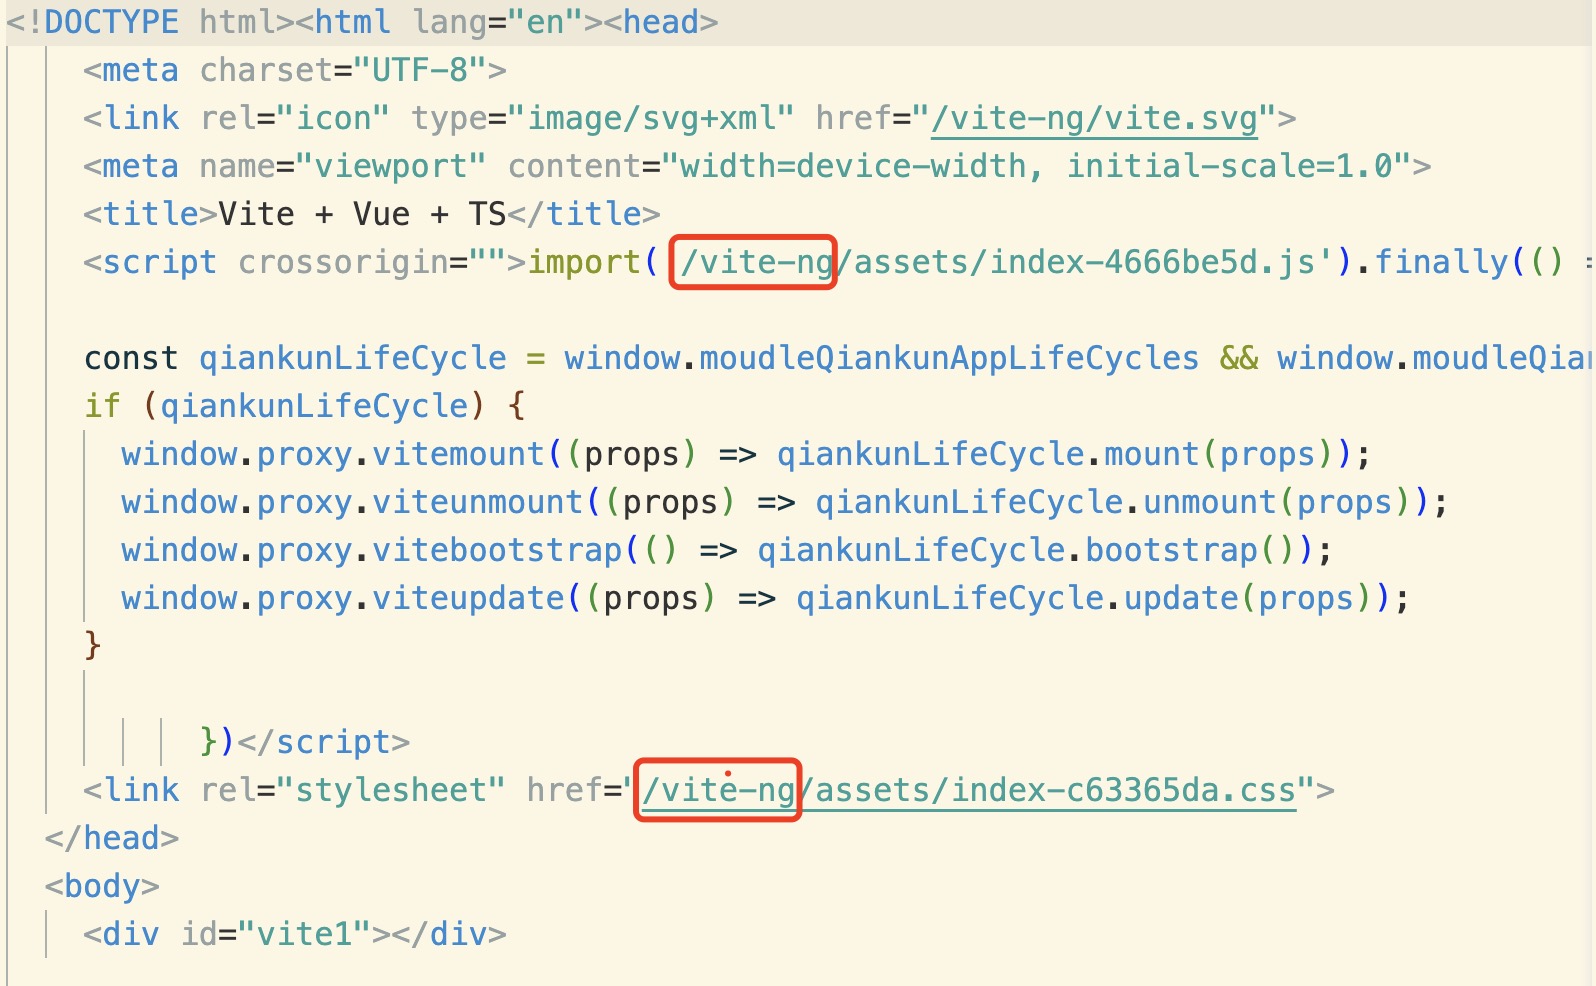 <!DOCTYPE html><html lang="en"><head>
<meta charset="UTF-8">
<link rel="icon" type="image/svg+xml" href="/vite-ng/vite.svg">
<meta name="viewport" content="width=device-width, initial-scale=1.0">
<title>Vite + Vue + TS</title>
<script crossorigin="">import( /vite-ng/assets/index-4666be5d.js').finally(()
const qiankunLifeCycle = window.moudleQiankunAppLifeCycles && window.moudleQian
if (qiankunLifeCycle) {
window.proxy.vitemount((props) => qiankunLifeCycle.mount(props));
window.proxy.viteunmount((props) => qiankunLifeCycle.unmount(props));
window.proxy.vitebootstrap(() => qiankunLifeCycle.bootstrap());
window.proxy.viteupdate((props) => qiankunLifeCycle.update(props));
}
})</script>
<link rel="stylesheet" href="/vite-ng/assets/index-c63365da.css">
</head>
<body>
<div id="vite1"></div>